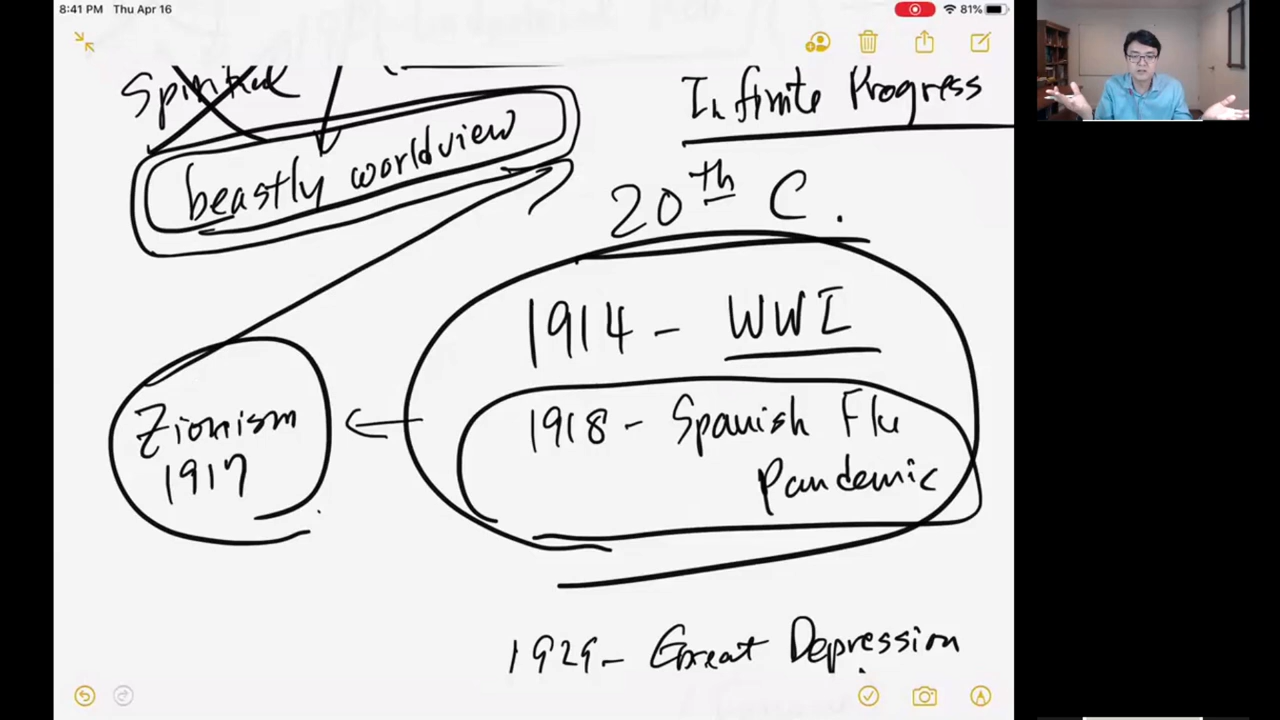 8:41 PM Thu Apr 16
81%
Spiritual
beastly worldview
Infinite Progress
20th C.
1914 - WWI
1918 - Spanish Flu
Pandemic
Zionism
1917
1929 - Great Depression